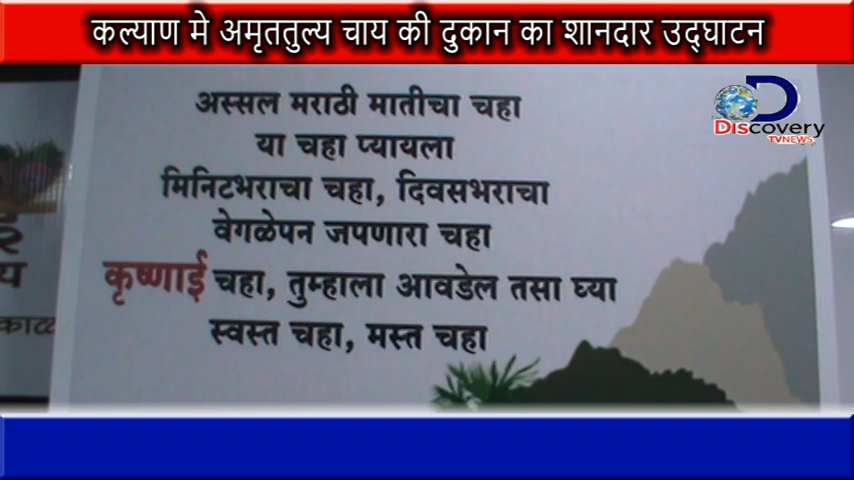 कल्याण मे अमृततुल्य चाय की दुकान का शानदार उद्घाटन
Discovery
TVNEWS
अस्सल मराठी मातीचा चहा
या चहा प्यायला
मिनिटभराचा चहा, दिवसभराचा
वेगळेपन जपणारा चहा
कृष्णाई चहा, तुम्हाला आवडेल तसा घ्या
स्वस्त चहा, मस्त चहा